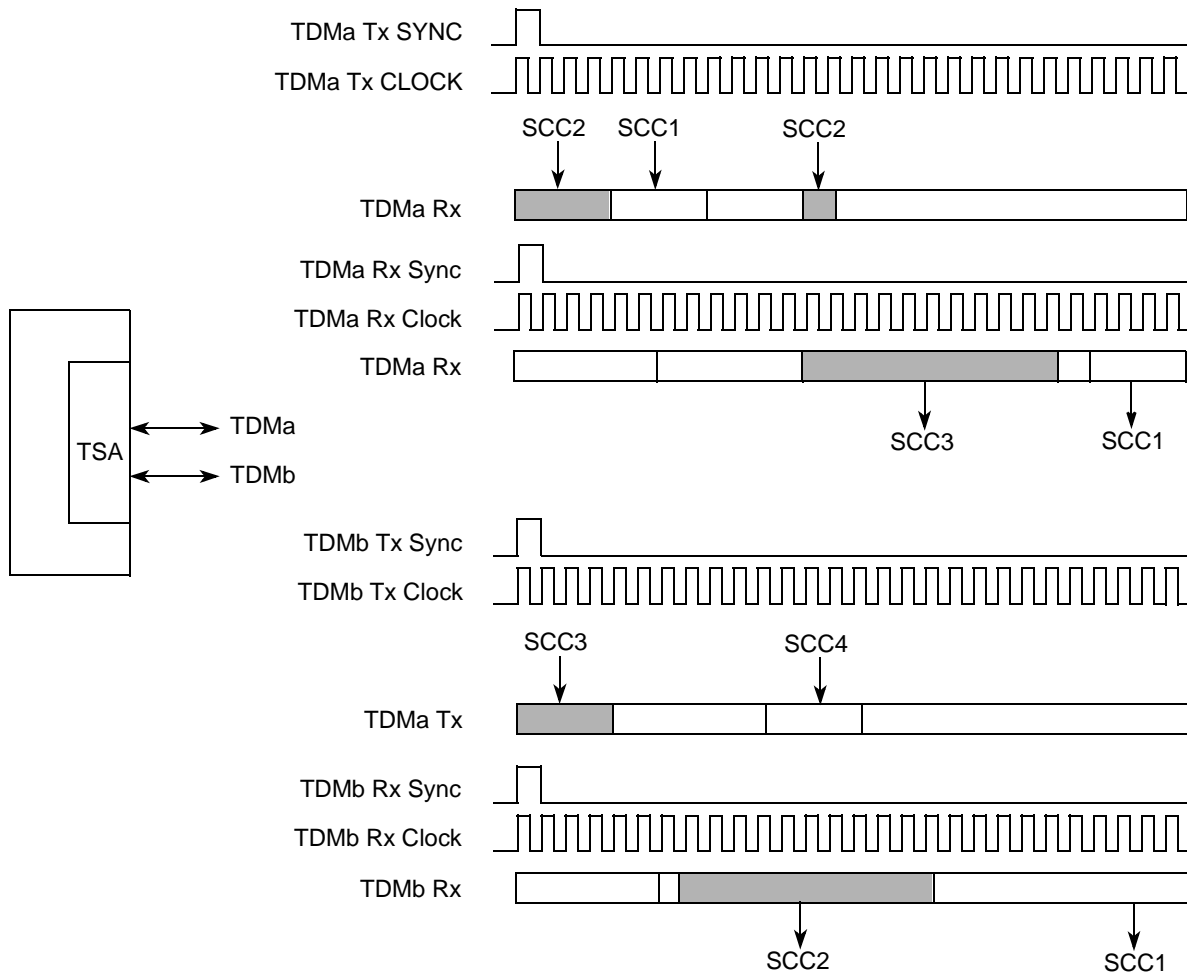 TDMa Tx SYNC
TDMa Tx CLOCK
SCC2 SCC1 SCC2
TDMa Rx
TDMa Rx Sync
TDMa Rx Clock
TDMa Rx
SCC3 SCC1
TSA
TDMa
TDMb
TDMb Tx Sync
TDMb Tx Clock
SCC3 SCC4
TDMa Tx
TDMb Rx Sync
TDMb Rx Clock
TDMb Rx
SCC2 SCC1